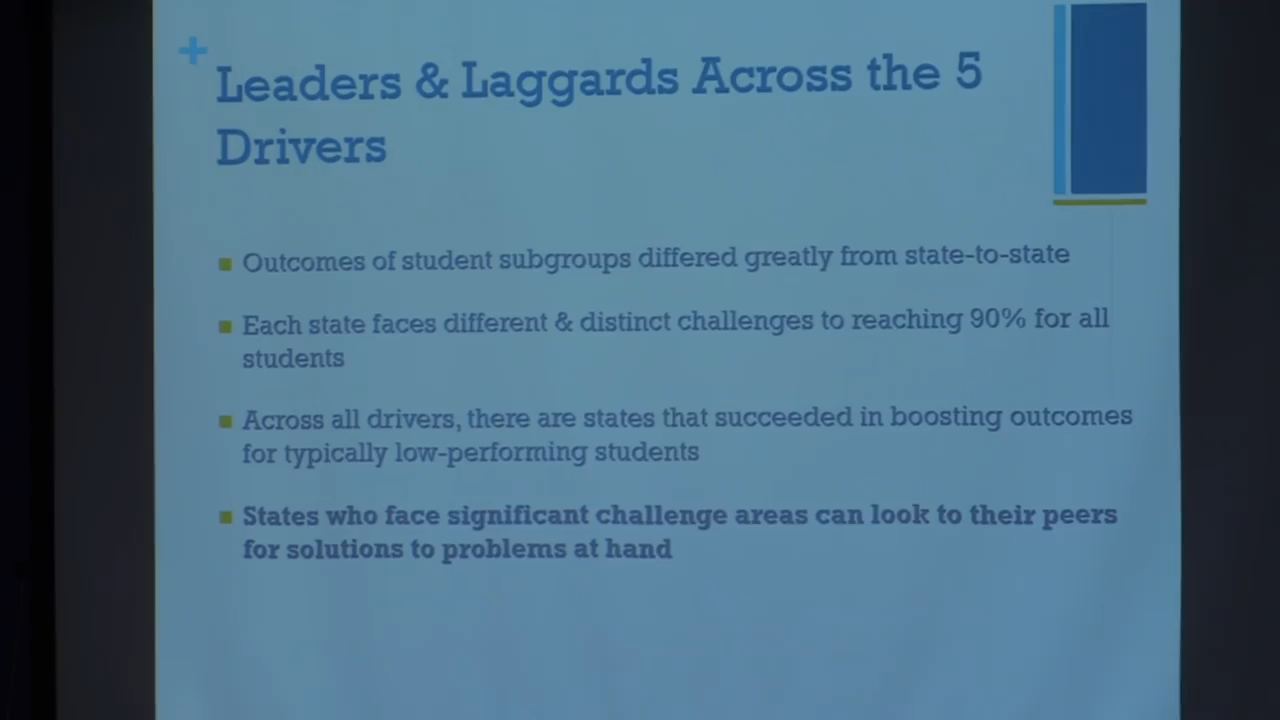 +
Leaders & Laggards Across the 5
Drivers
Outcomes of student subgroups differed greatly from state-to-state
Each state faces different & distinct challenges to reaching 90% for all
students
Across all drivers, there are states that succeeded in boosting outcomes
for typically low-performing students
States who face significant challenge areas can look to their peers
for solutions to problems at hand